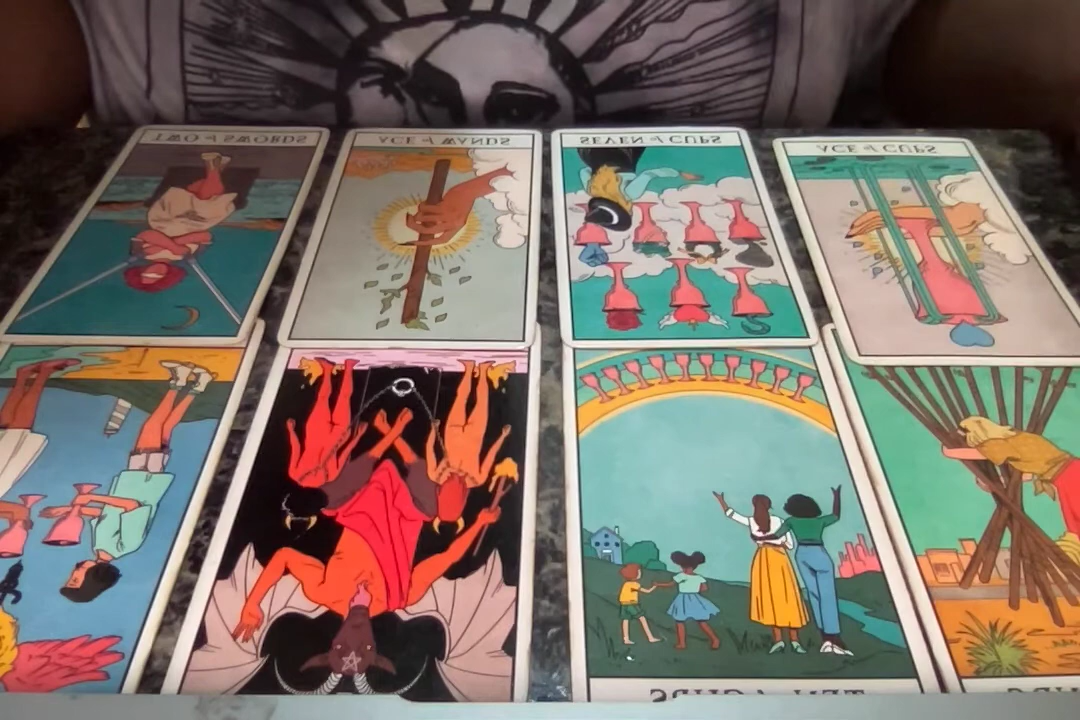 TWO of SWORDS
ACE of WANDS
SEVEN of CUPS
ACE of CUPS